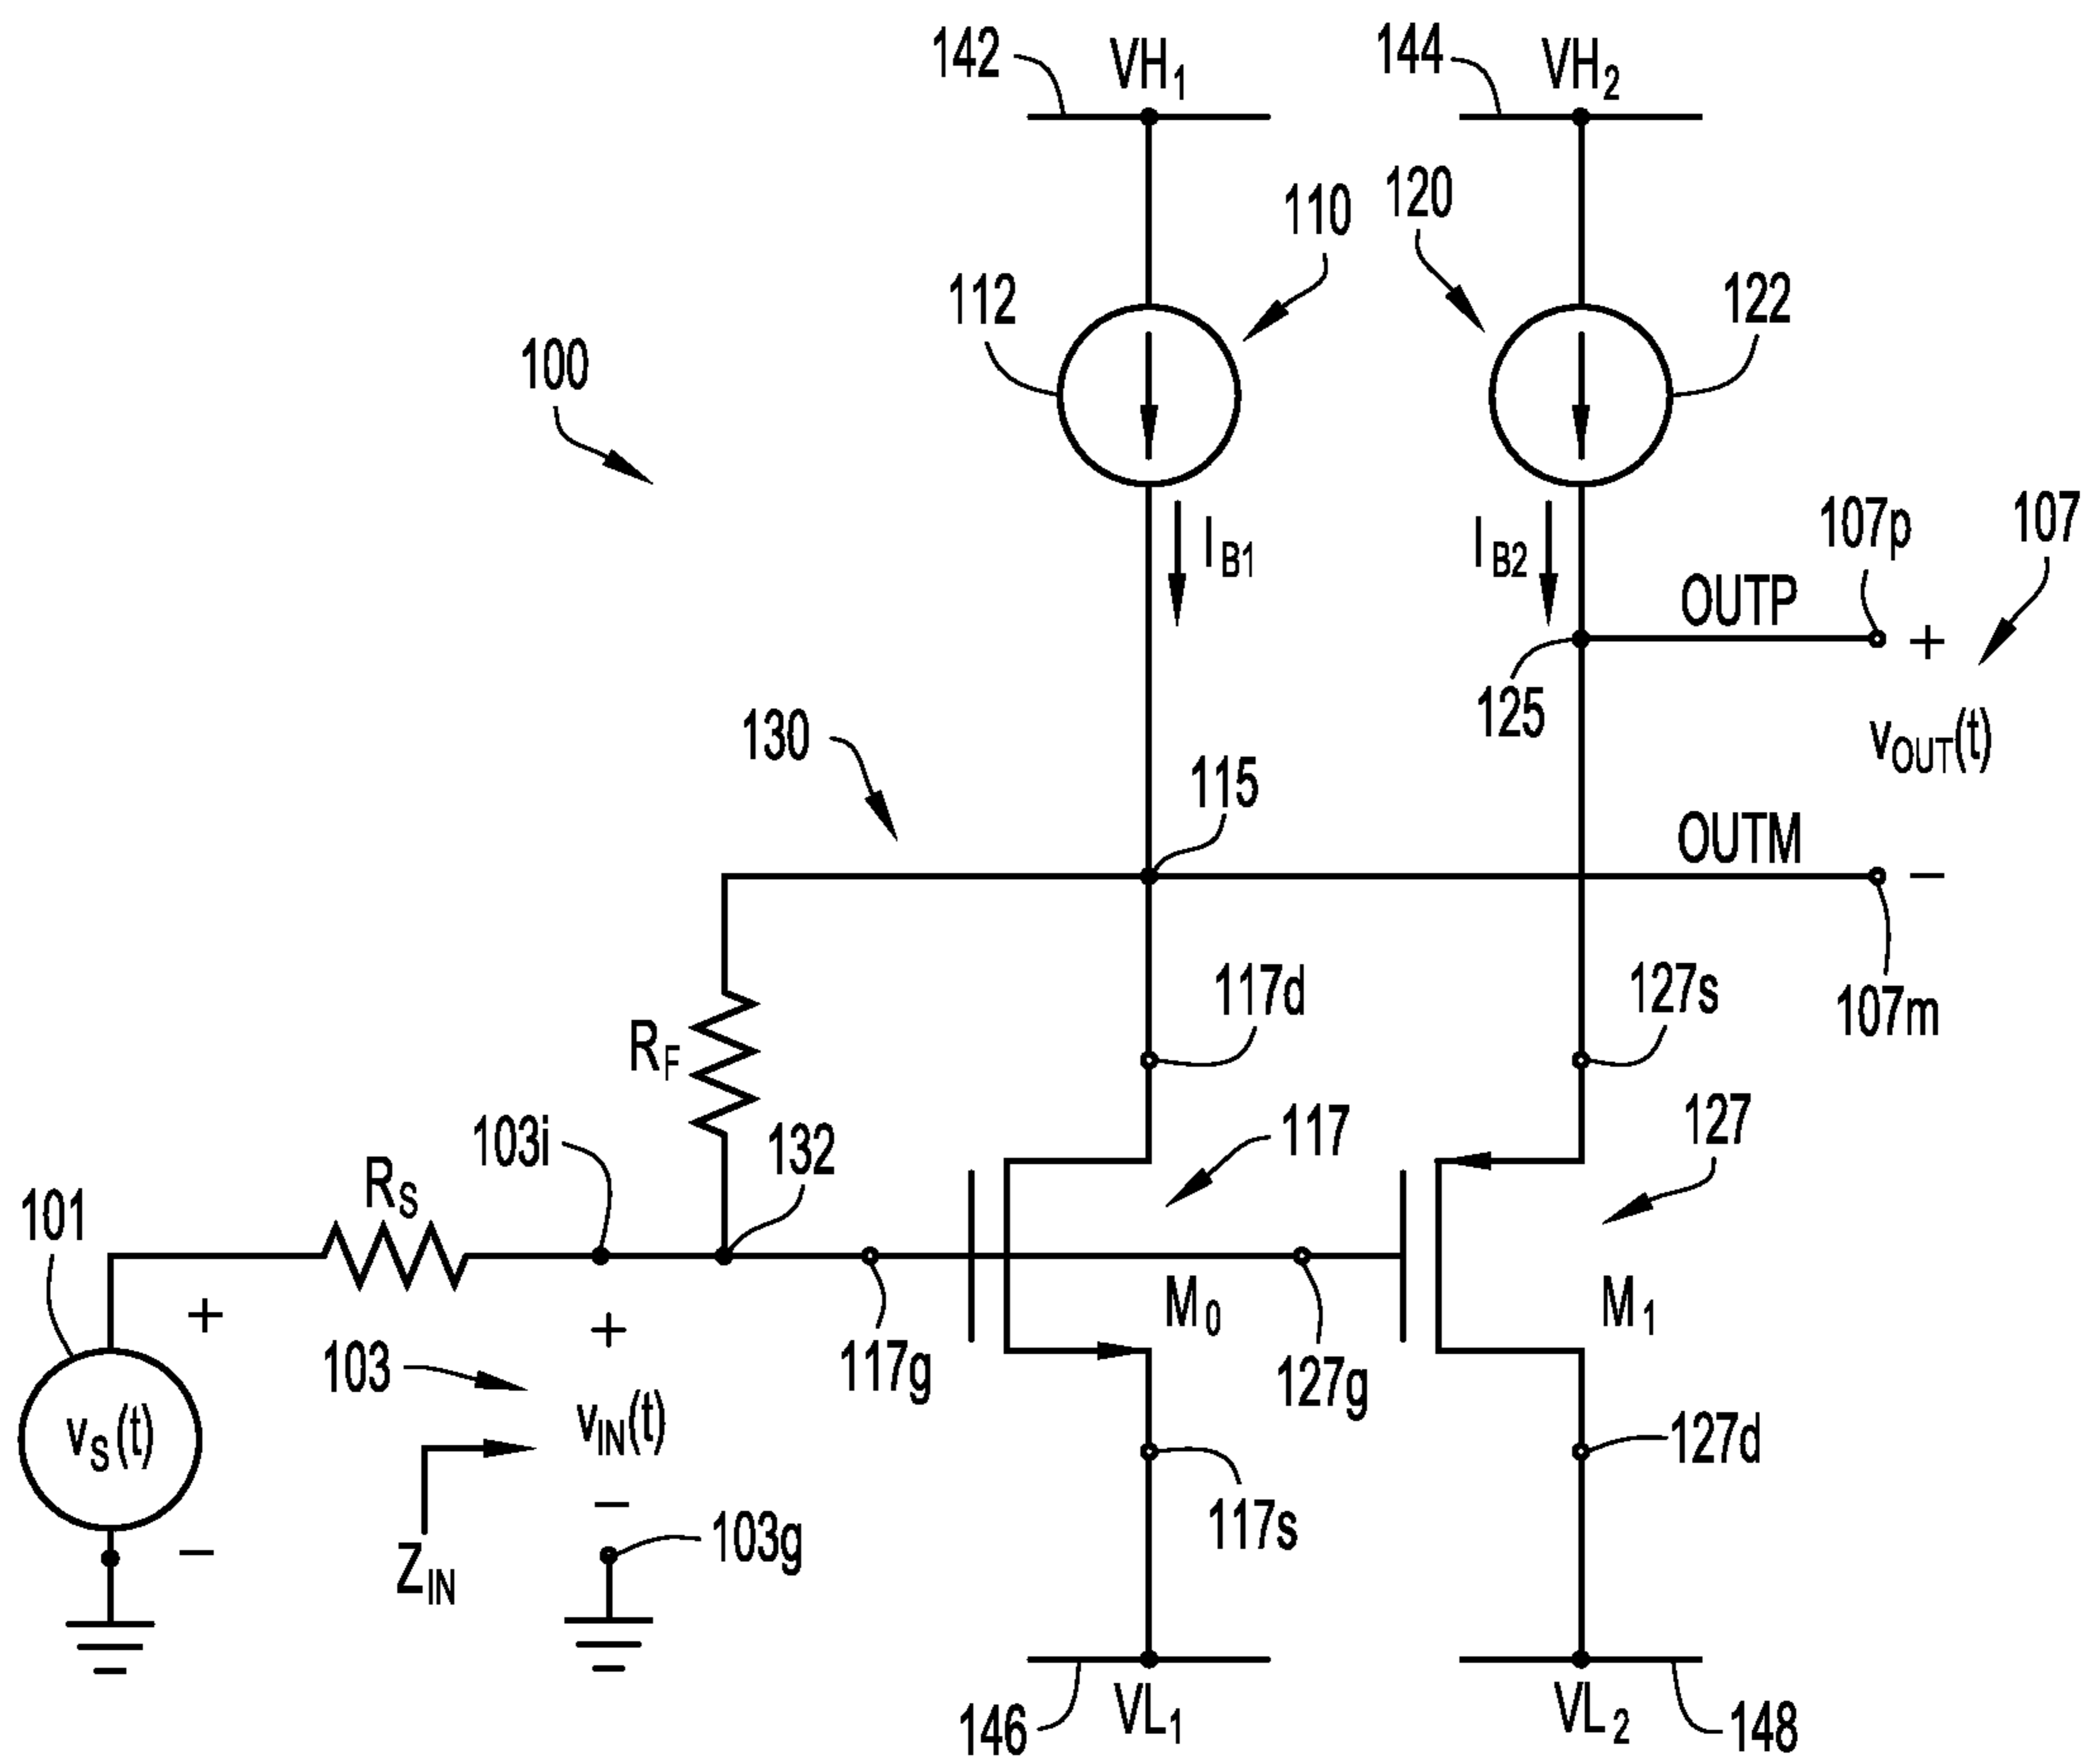 142
VH1
144
VH2
110
120
112
122
100
IB1
IB2
107p
107
OUTP
+
125
vOUT(t)
130
115
OUTM
−
117d
127s
107m
RF
103i
132
117
127
101
RS
+
+
M0
M1
103
117g
127g
vS(t)
vIN(t)
127d
−
−
ZIN
103g
117s
146
VL1
VL2
148